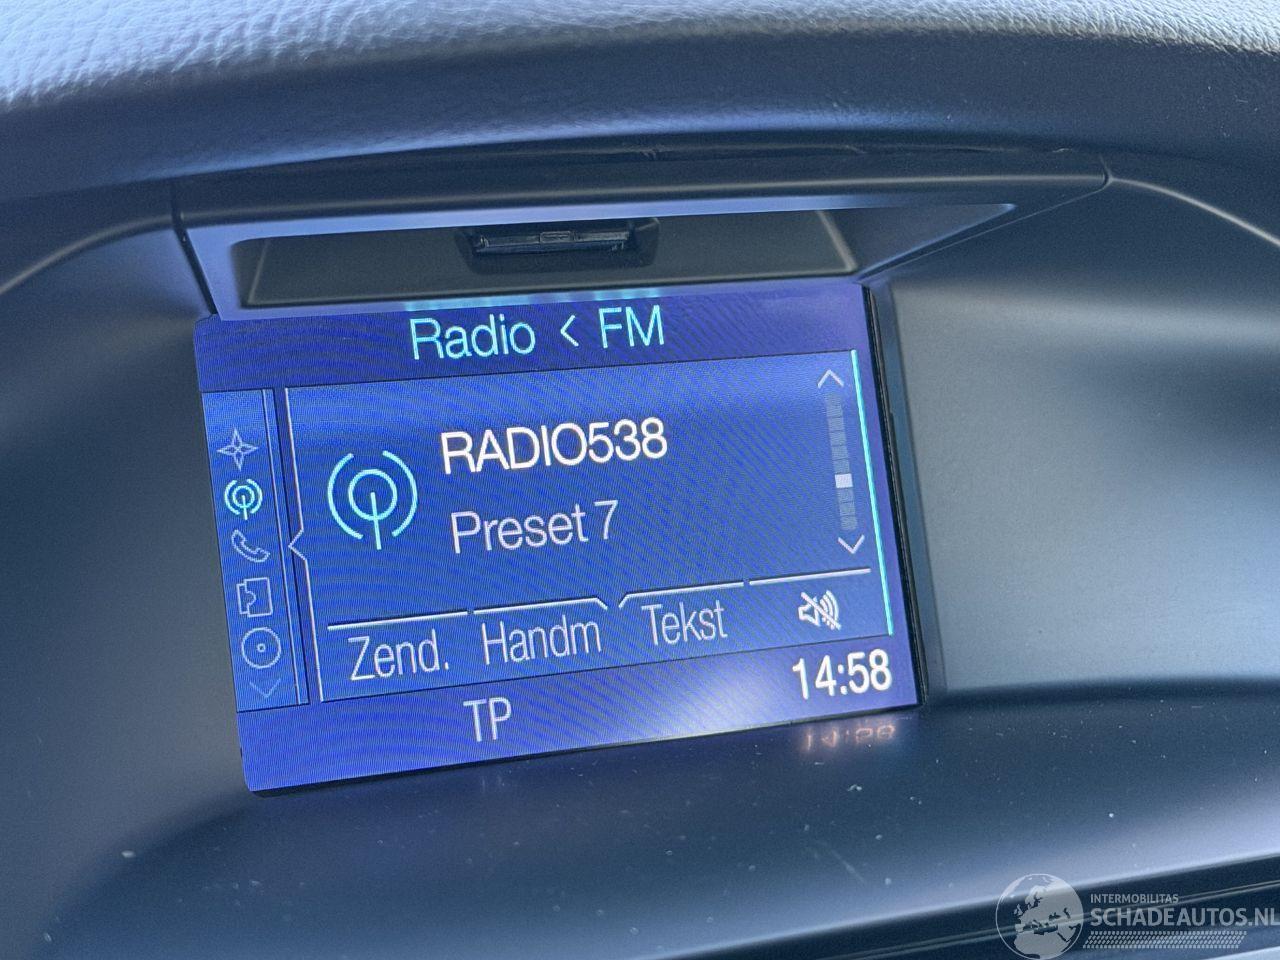 Radio < FM
RADIO538
Preset 7
Zend. Handm Tekst
TP 14:58
INTERMOBILITAS
SCHADEAUTOS.NL